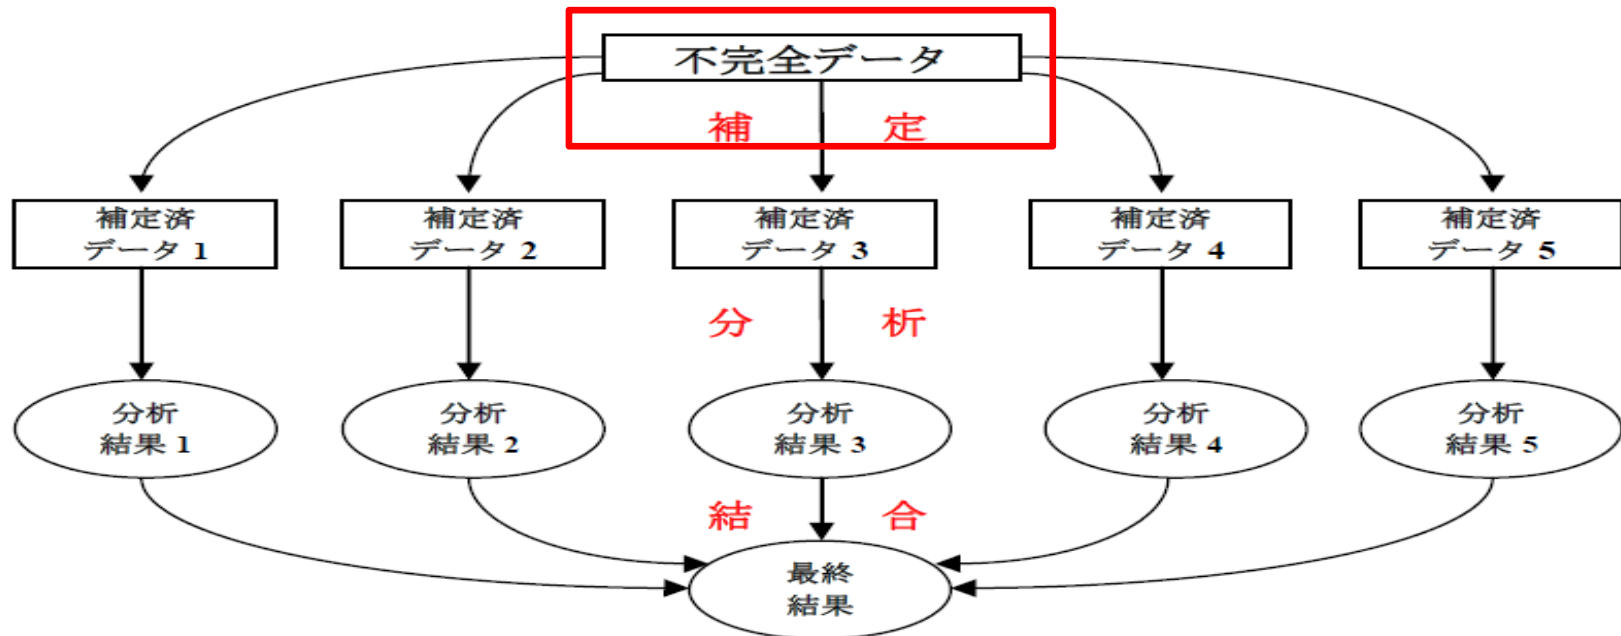 不完全データ
補 定
補定済
データ 1
補定済
データ 2
補定済
データ 3
補定済
データ 4
補定済
データ 5
分 析
分析
結果 1
分析
結果 2
分析
結果 3
分析
結果 4
分析
結果 5
結 合
最終
結果